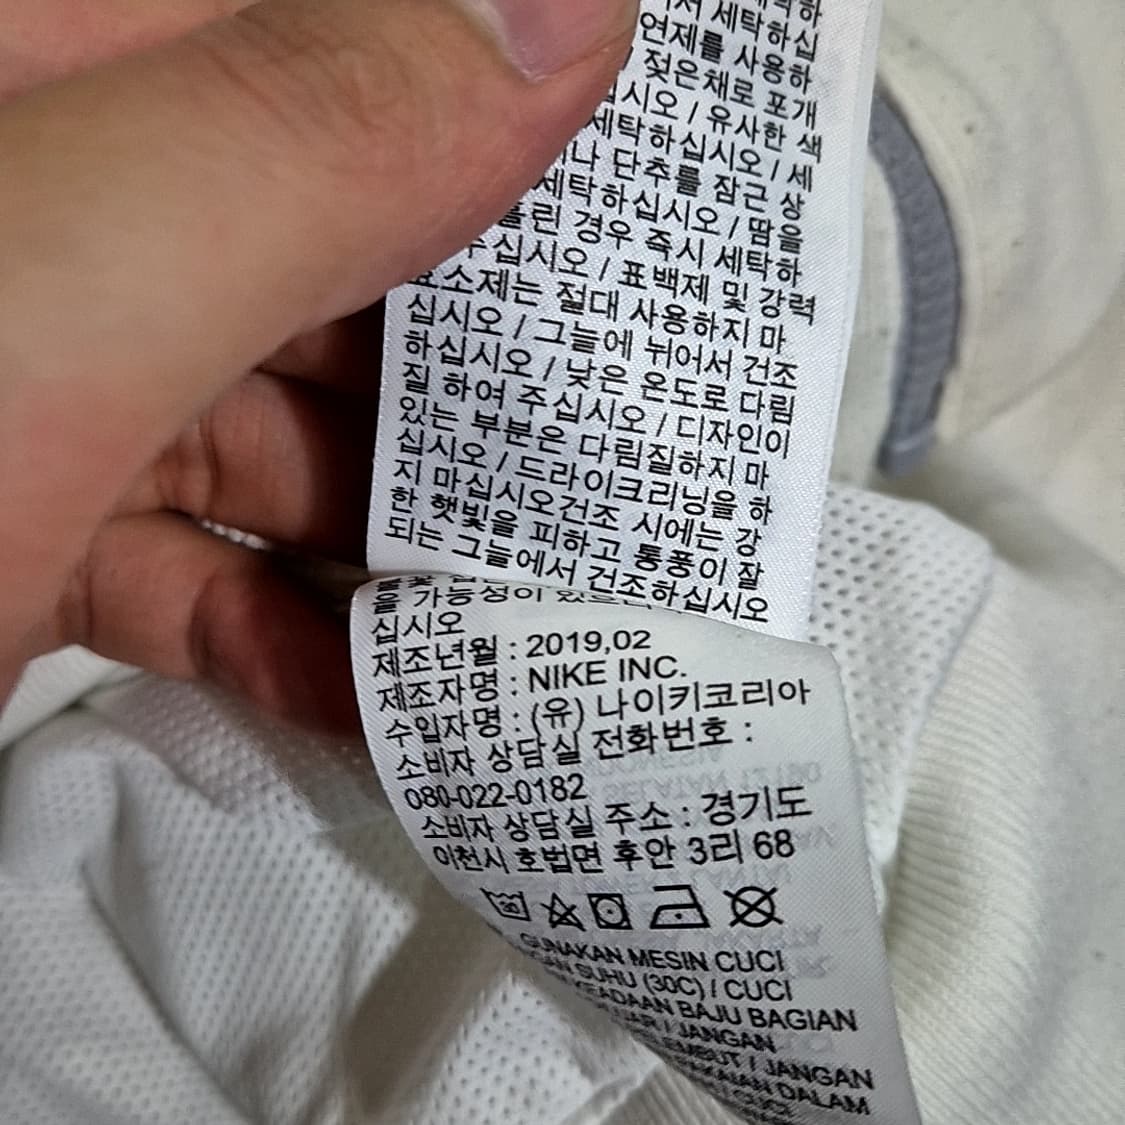 세탁하십
연제를 사용하
젖은채로 포개
십시오 / 유사한 색
세탁하십시오 / 세
나 단추를 잠근 상
세탁하십시오 / 땀을
흘린 경우 즉시 세탁하
주십시오 / 표백제 및 강력
효소제는 절대 사용하지 마
십시오 / 그늘에 뉘어서 건조
하십시오 / 낮은 온도로 다림
질 하여 주십시오 / 디자인이
있는 부분은 다림질하지 마
십시오 / 드라이크리닝을 하
지 마십시오건조 시에는 강
한 햇빛을 피하고 통풍이 잘
되는 그늘에서 건조하십시오
을 가능성이
십시오
제조년월 : 2019,02
제조자명 : NIKE INC.
수입자명 : (유) 나이키코리아
소비자 상담실 전화번호 :
080-022-0182
소비자 상담실 주소 : 경기도
이천시 호법면 후안 3리 68
30
GUNAKAN MESIN CUCI
SUHU (30C) / CUCI
KEADAAN BAJU BAGIAN
/ JANGAN
/ JANGAN
DALAM